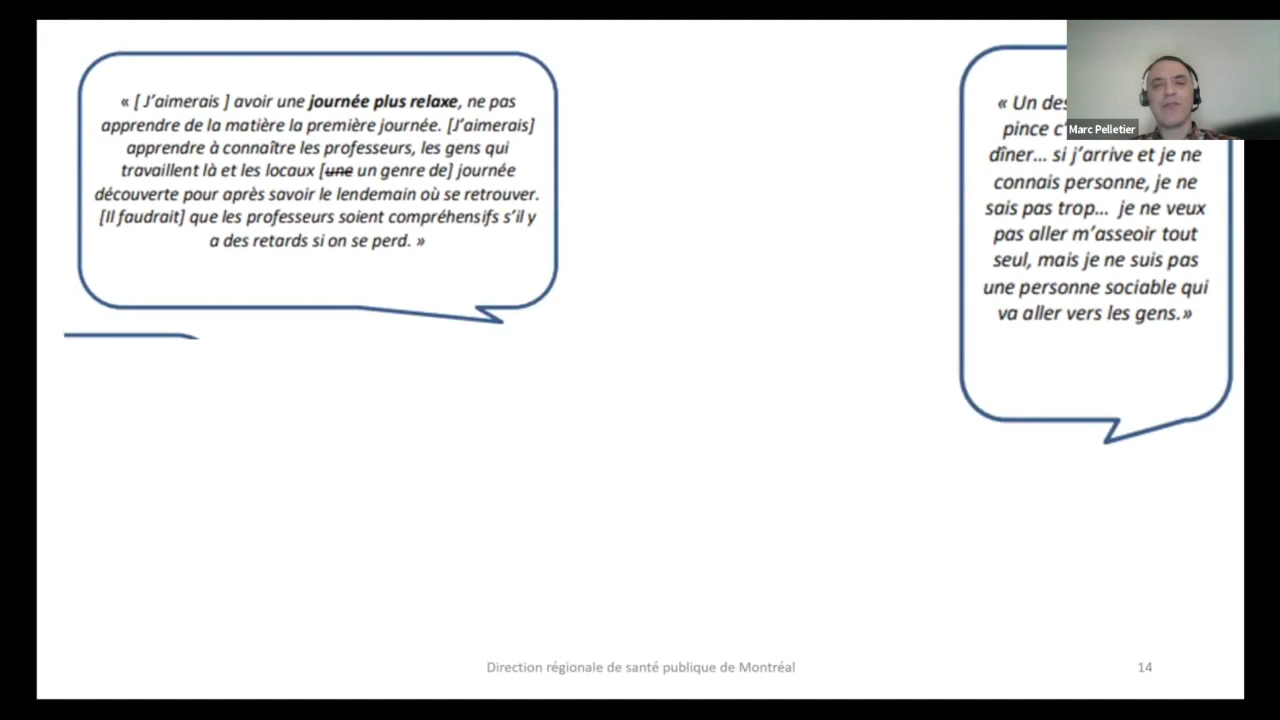 « [ J'aimerais ] avoir une journée plus relaxe, ne pas
apprendre de la matière la première journée. [J'aimerais]
apprendre à connaître les professeurs, les gens qui
travaillent là et les locaux [une un genre de] journée
découverte pour après savoir le lendemain où se retrouver.
[Il faudrait] que les professeurs soient compréhensifs s'il y
a des retards si on se perd. »
« Un
pince
dîner... si j'arrive et je ne
connais personne, je ne
sais pas trop... je ne veux
pas aller m'asseoir tout
seul, mais je ne suis pas
une personne sociable qui
va aller vers les gens.»
Marc Pelletier
Direction régionale de santé publique de Montréal
14